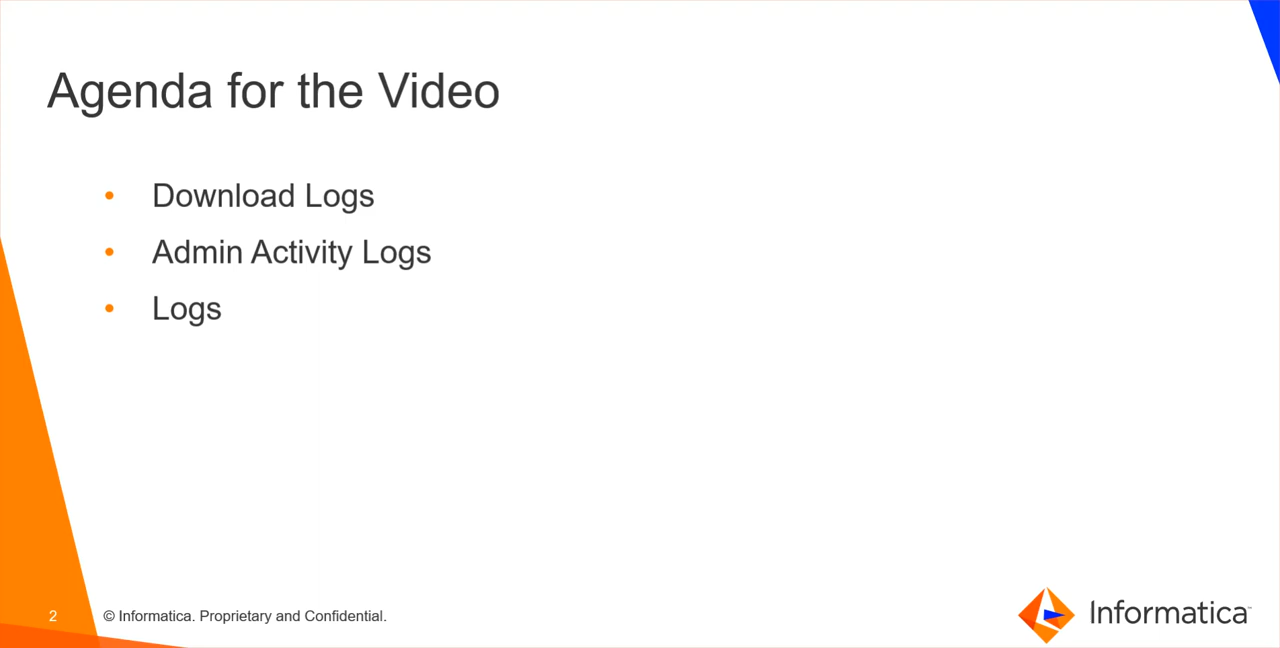 Agenda for the Video
• Download Logs
• Admin Activity Logs
• Logs
2
© Informatica. Proprietary and Confidential.
Informatica